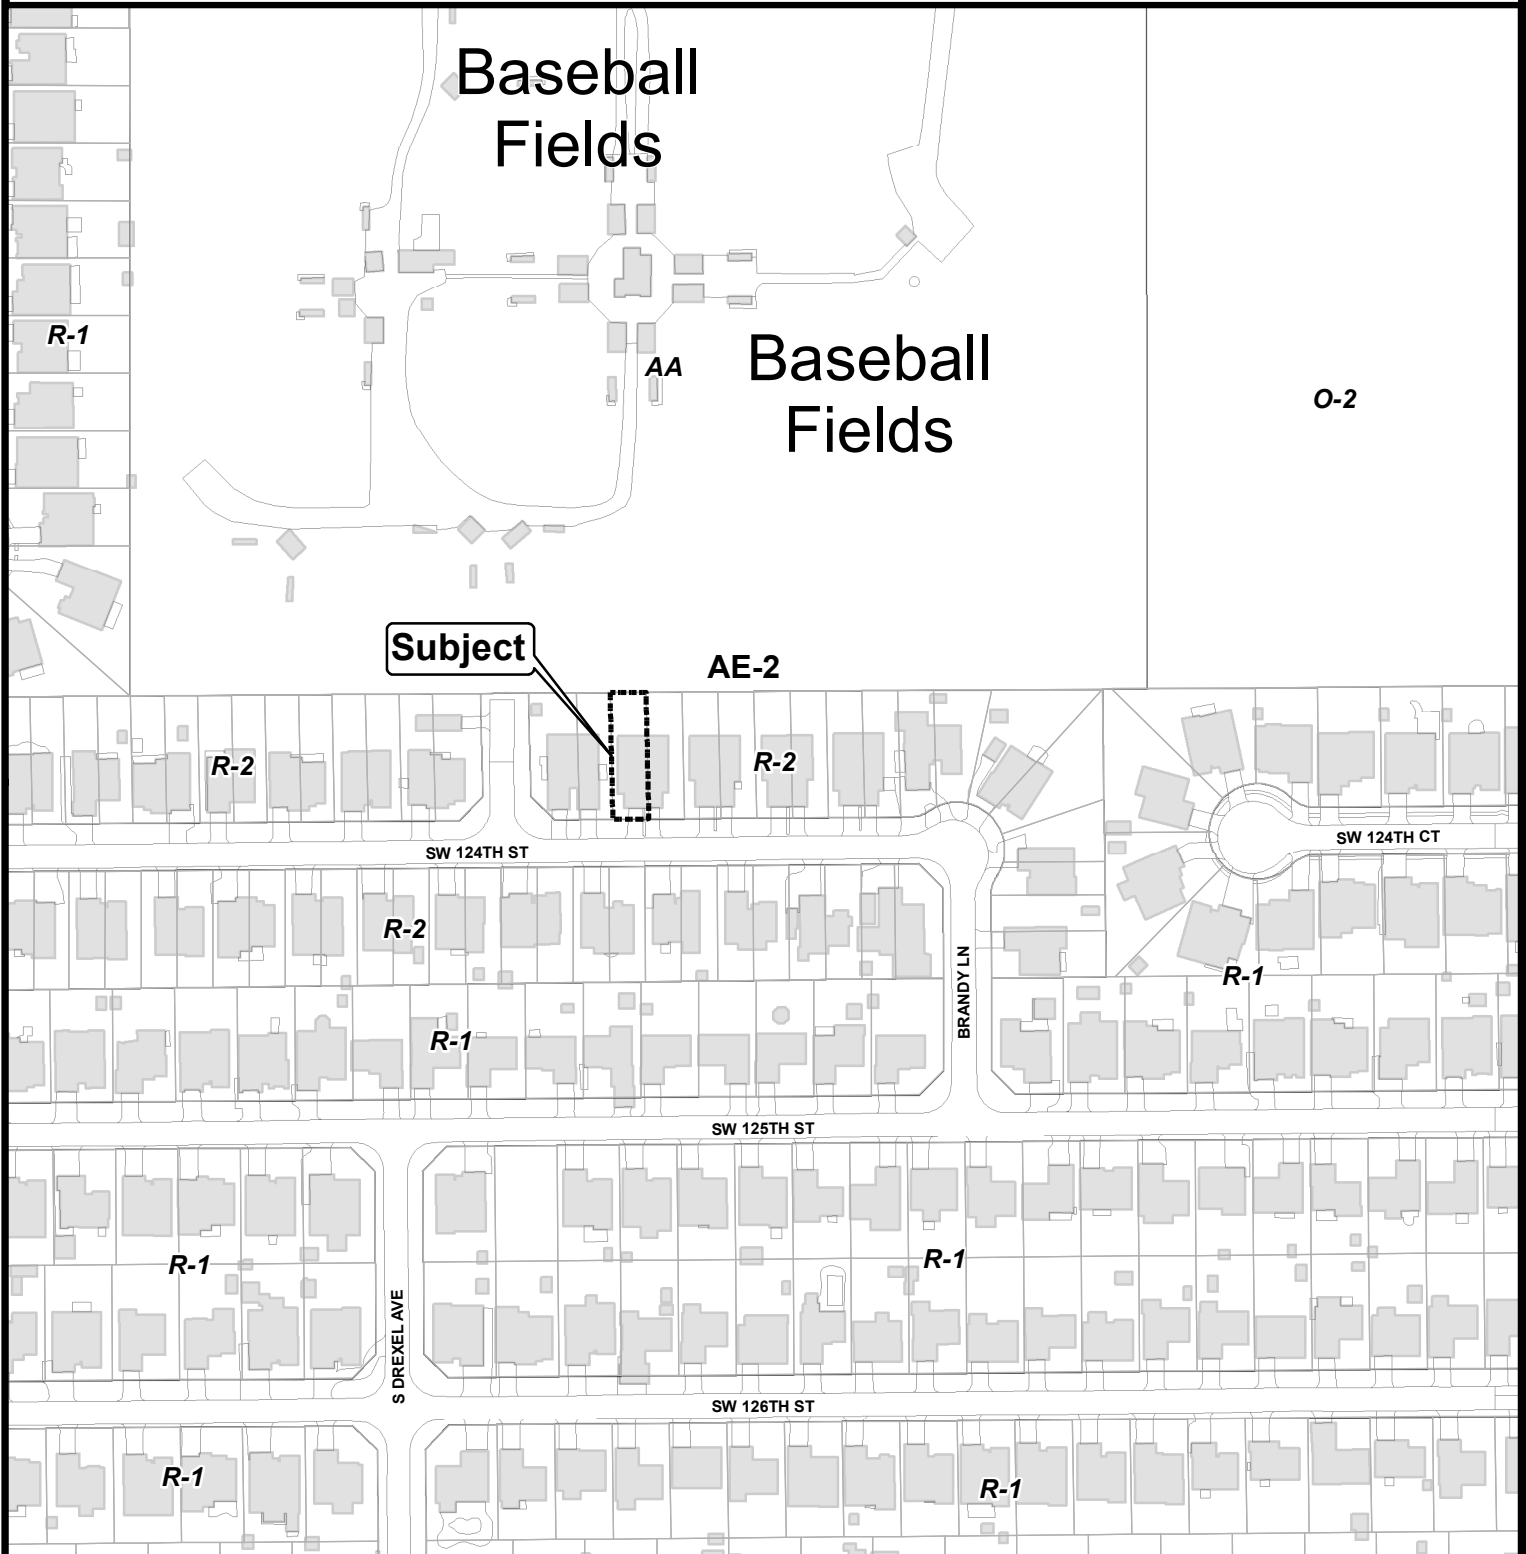 Baseball
Fields
R-1
AA
Baseball
Fields
O-2
Subject
AE-2
R-2
R-2
SW 124TH ST
SW 124TH CT
R-2
BRANDY LN
R-1
R-1
SW 125TH ST
R-1
R-1
S DREXEL AVE
SW 126TH ST
R-1
R-1